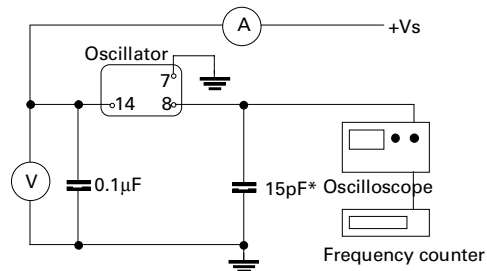 A
+Vs
Oscillator
7
14
8
V
0.1μF
15pF*
Oscilloscope
Frequency counter